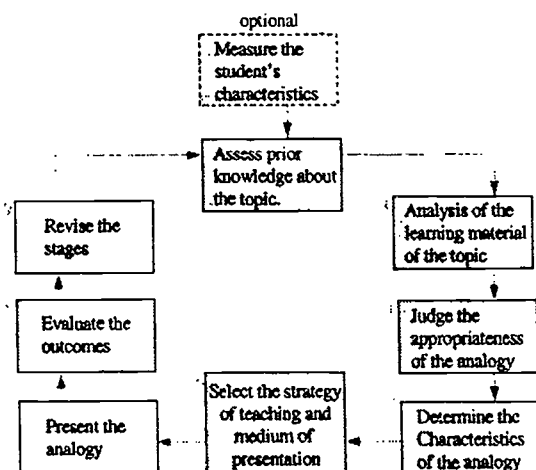 optional
Measure the
student's
characteristics
Assess prior
knowledge about
the topic.
Analysis of the
learning material
of the topic
Judge the
appropriateness
of the analogy
Determine the
Characteristics
of the analogy
Select the strategy
of teaching and
medium of
presentation
Present the
analogy
Evaluate the
outcomes
Revise the
stages